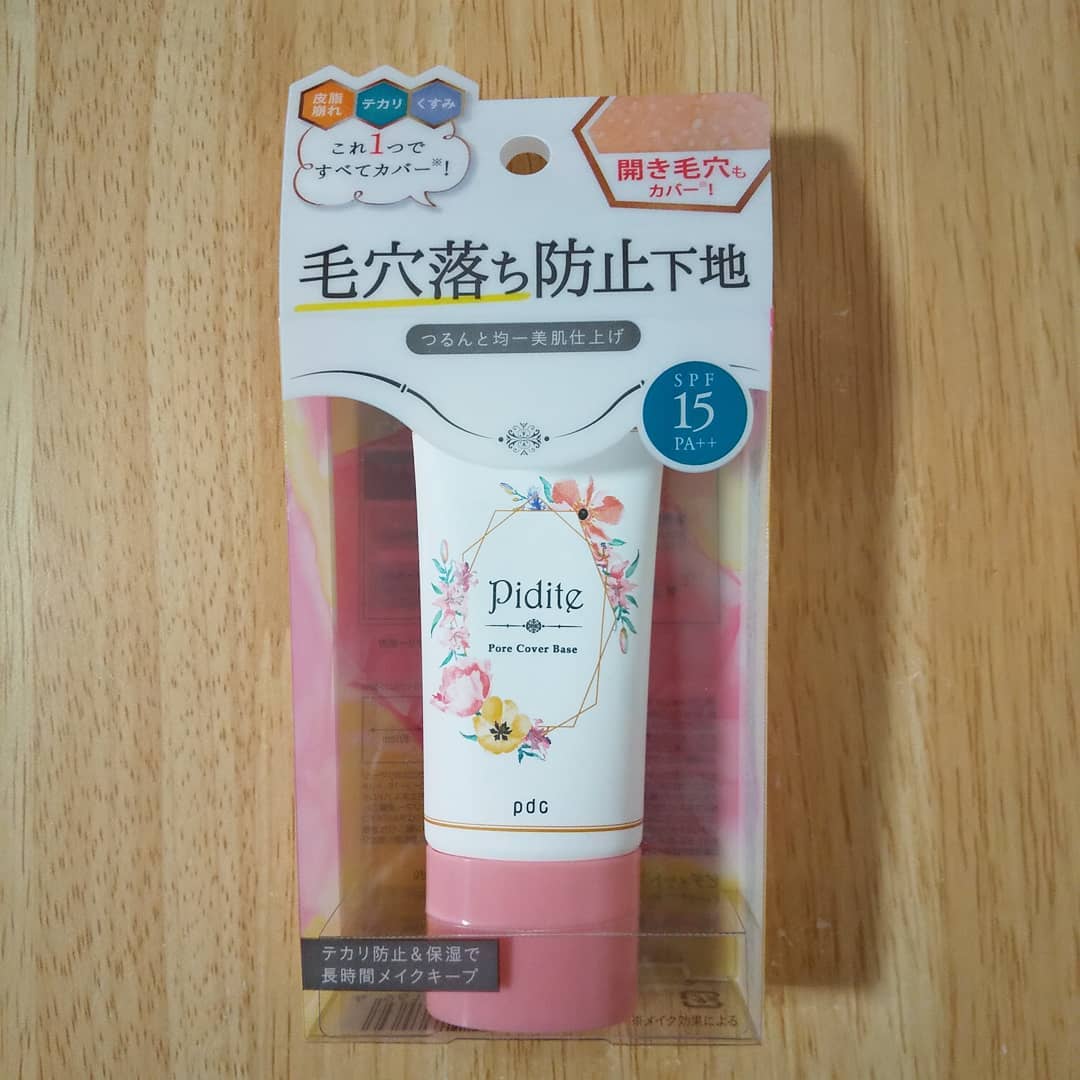 皮脂
崩れ
テカリ
くすみ
これ1つで
すべてカバー※!
開き毛穴も
カバー※!
毛穴落ち防止下地
つるんと均一美肌仕上げ
SPF
15
PA++
Pidite
Pore Cover Base
pdc
テカリ防止&保湿で
長時間メイクキープ
※メイク効果による